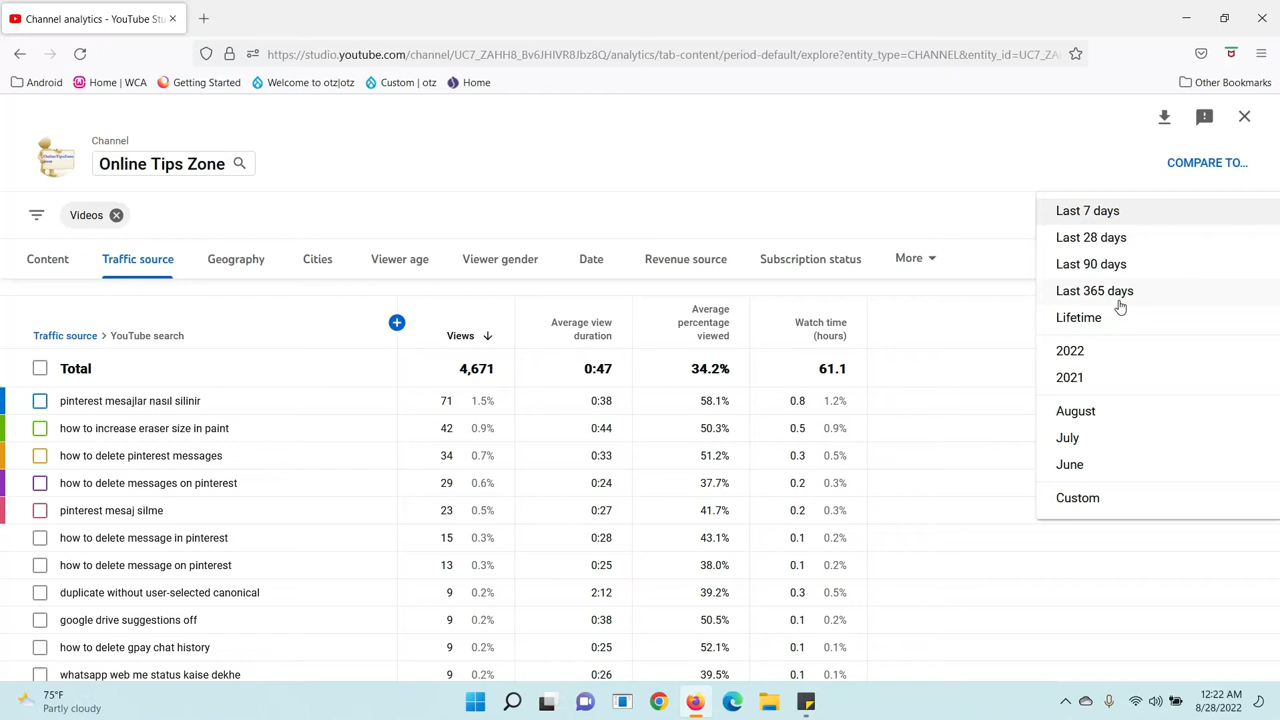 Channel analytics - YouTube Stu
https://studio.youtube.com/channel/UC7_ZAHH8_By6JHIVR8Jbz8Q/analytics/tab-content/period-default/explore?entity_type=CHANNEL&entity_id=UC7_ZA
Android Home | WCA Getting Started Welcome to otz|otz Custom | otz Home Other Bookmarks
Channel
Online Tips Zone
COMPARE TO...
Videos
Content Traffic source Geography Cities Viewer age Viewer gender Date Revenue source Subscription status More
Last 7 days
Last 28 days
Last 90 days
Last 365 days
Lifetime
2022
2021
August
July
June
Custom
Traffic source > YouTube search Views Average view duration Average percentage viewed Watch time (hours)
Total 4,671 0:47 34.2% 61.1
pinterest mesajlar nasıl silinir 71 1.5% 0:38 58.1% 0.8 1.2%
how to increase eraser size in paint 42 0.9% 0:44 50.3% 0.5 0.9%
how to delete pinterest messages 34 0.7% 0:33 51.2% 0.3 0.5%
how to delete messages on pinterest 29 0.6% 0:24 37.7% 0.2 0.3%
pinterest mesaj silme 23 0.5% 0:27 41.7% 0.2 0.3%
how to delete message in pinterest 15 0.3% 0:28 43.1% 0.1 0.2%
how to delete message on pinterest 13 0.3% 0:25 38.0% 0.1 0.2%
duplicate without user-selected canonical 9 0.2% 2:12 39.2% 0.3 0.5%
google drive suggestions off 9 0.2% 0:38 50.5% 0.1 0.2%
how to delete gpay chat history 9 0.2% 0:25 52.1% 0.1 0.1%
whatsapp web me status kaise dekhe 9 0.2% 0:26 39.5% 0.1 0.1%
75°F
Partly cloudy
12:22 AM
8/28/2022